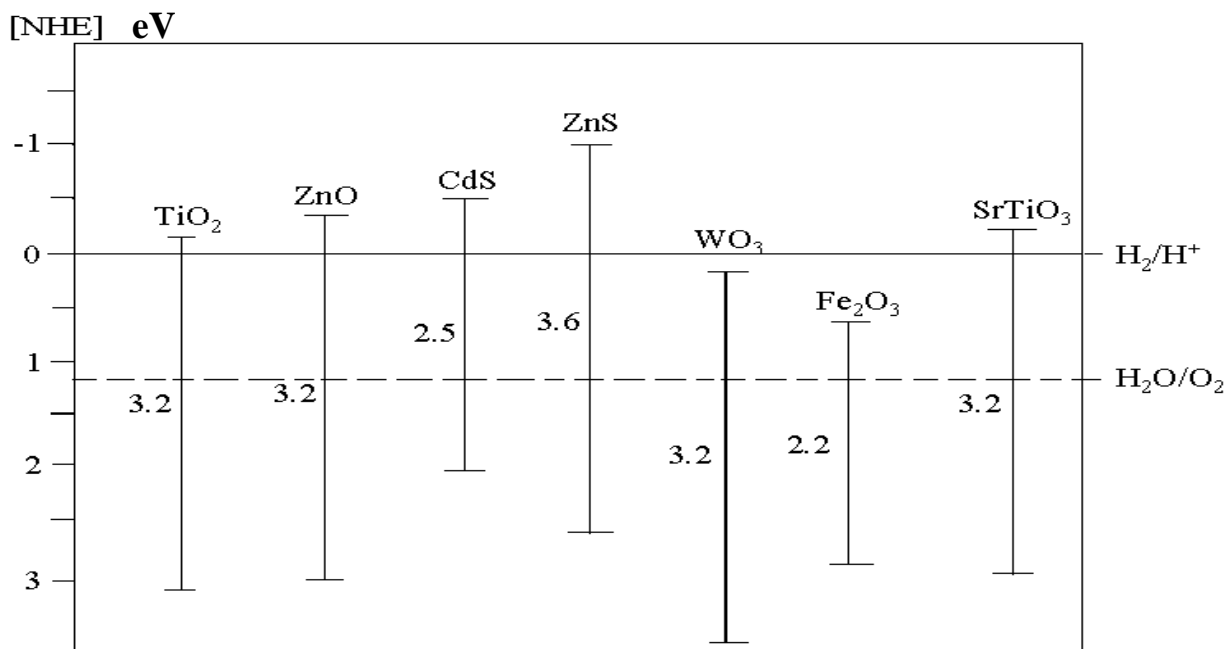 [NHE] eV
ZnS
-1
CdS
ZnO
SrTiO₃
TiO₂
WO₃
0
H₂/H⁺
Fe₂O₃
3.6
2.5
1
H₂O/O₂
3.2
3.2
3.2
2.2
3.2
2
3